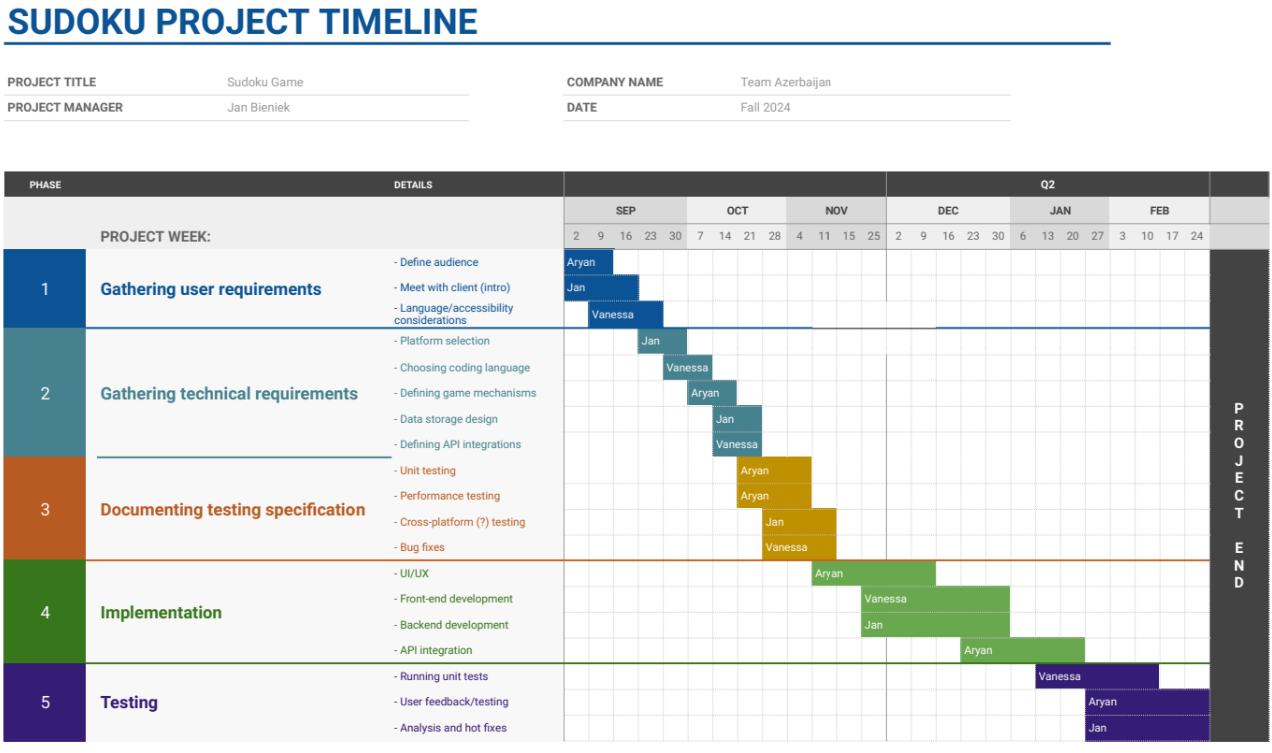 SUDOKU PROJECT TIMELINE
PROJECT TITLE Sudoku Game COMPANY NAME Team Azerbaijan
PROJECT MANAGER Jan Bieniek DATE Fall 2024
PHASE DETAILS Q2
SEP OCT NOV DEC JAN FEB
PROJECT WEEK: 2 9 16 23 30 7 14 21 28 4 11 15 25 2 9 16 23 30 6 13 20 27 3 10 17 24
1 Gathering user requirements
- Define audience Aryan
- Meet with client (intro) Jan
- Language/accessibility
considerations Vanessa
2 Gathering technical requirements
- Platform selection Jan
- Choosing coding language Vanessa
- Defining game mechanisms Aryan
- Data storage design Jan
- Defining API integrations Vanessa
3 Documenting testing specification
- Unit testing Aryan
- Performance testing Aryan
- Cross-platform (?) testing Jan
- Bug fixes Vanessa
4 Implementation
- UI/UX Aryan
- Front-end development Vanessa
- Backend development Jan
- API integration Aryan
5 Testing
- Running unit tests Vanessa
- User feedback/testing Aryan
- Analysis and hot fixes Jan
PROJECT END